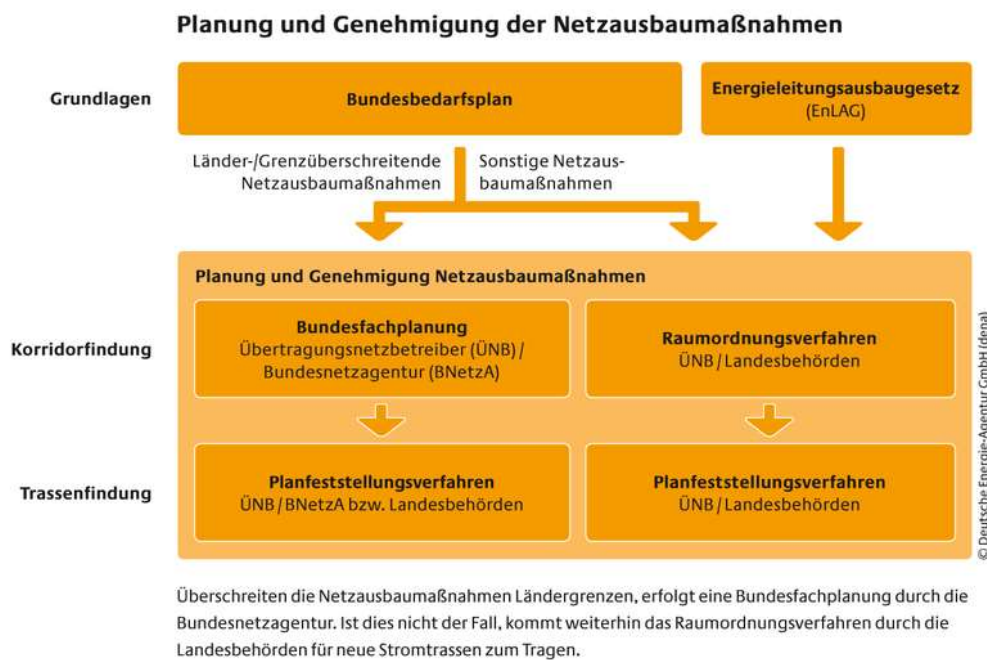 Planung und Genehmigung der Netzausbaumaßnahmen
Grundlagen
Bundesbedarfsplan
Energieleitungsausbaugesetz
(EnLAG)
Länder-/Grenzüberschreitende
Netzausbaumaßnahmen
Sonstige Netzaus-
baumaßnahmen
Planung und Genehmigung Netzausbaumaßnahmen
Korridorfindung
Bundesfachplanung
Übertragungsnetzbetreiber (ÜNB) /
Bundesnetzagentur (BNetzA)
Raumordnungsverfahren
ÜNB / Landesbehörden
Trassenfindung
Planfeststellungsverfahren
ÜNB / BNetzA bzw. Landesbehörden
Planfeststellungsverfahren
ÜNB / Landesbehörden
© Deutsche Energie-Agentur GmbH (dena)
Überschreiten die Netzausbaumaßnahmen Ländergrenzen, erfolgt eine Bundesfachplanung durch die
Bundesnetzagentur. Ist dies nicht der Fall, kommt weiterhin das Raumordnungsverfahren durch die
Landesbehörden für neue Stromtrassen zum Tragen.